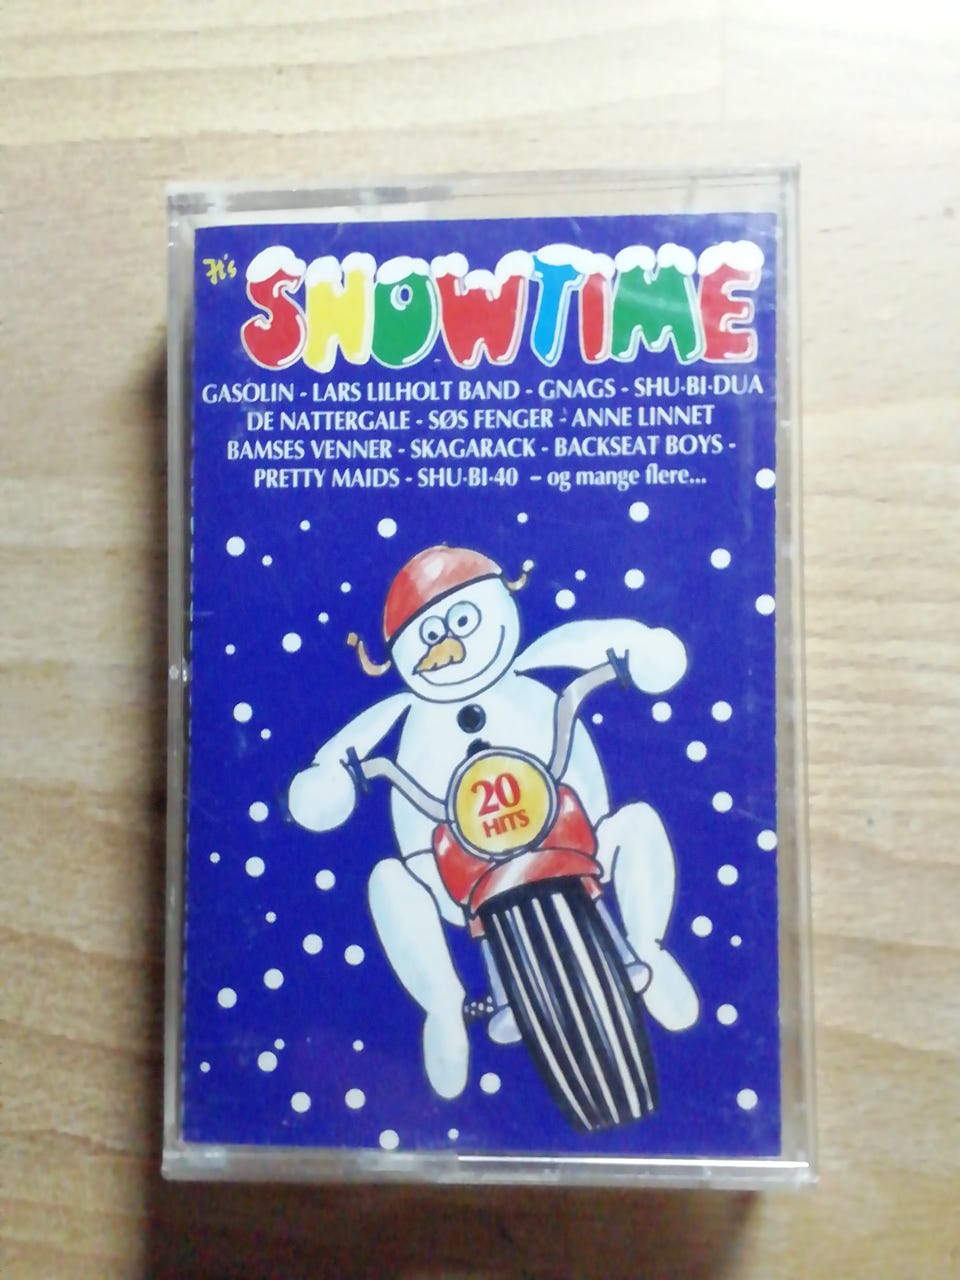 It's
SNOWTIME
GASOLIN - LARS LILHOLT BAND - GNAGS - SHU·BI·DUA
DE NATTERGALE - SØS FENGER - ANNE LINNET
BAMSES VENNER - SKAGARACK - BACKSEAT BOYS -
PRETTY MAIDS - SHU·BI·40 – og mange flere...
20
HITS